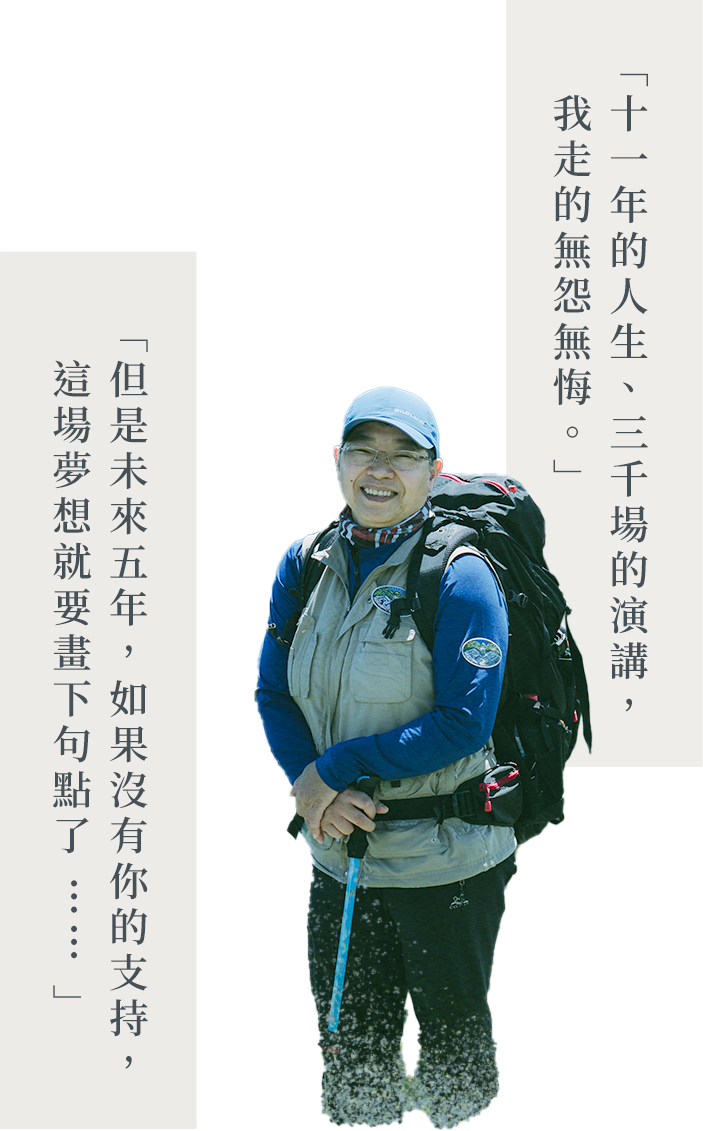 「十一年的人生、三千場的演講，
我走的無怨無悔。」
「但是未來五年，如果沒有你的支持，
這場夢想就要畫下句點了……」